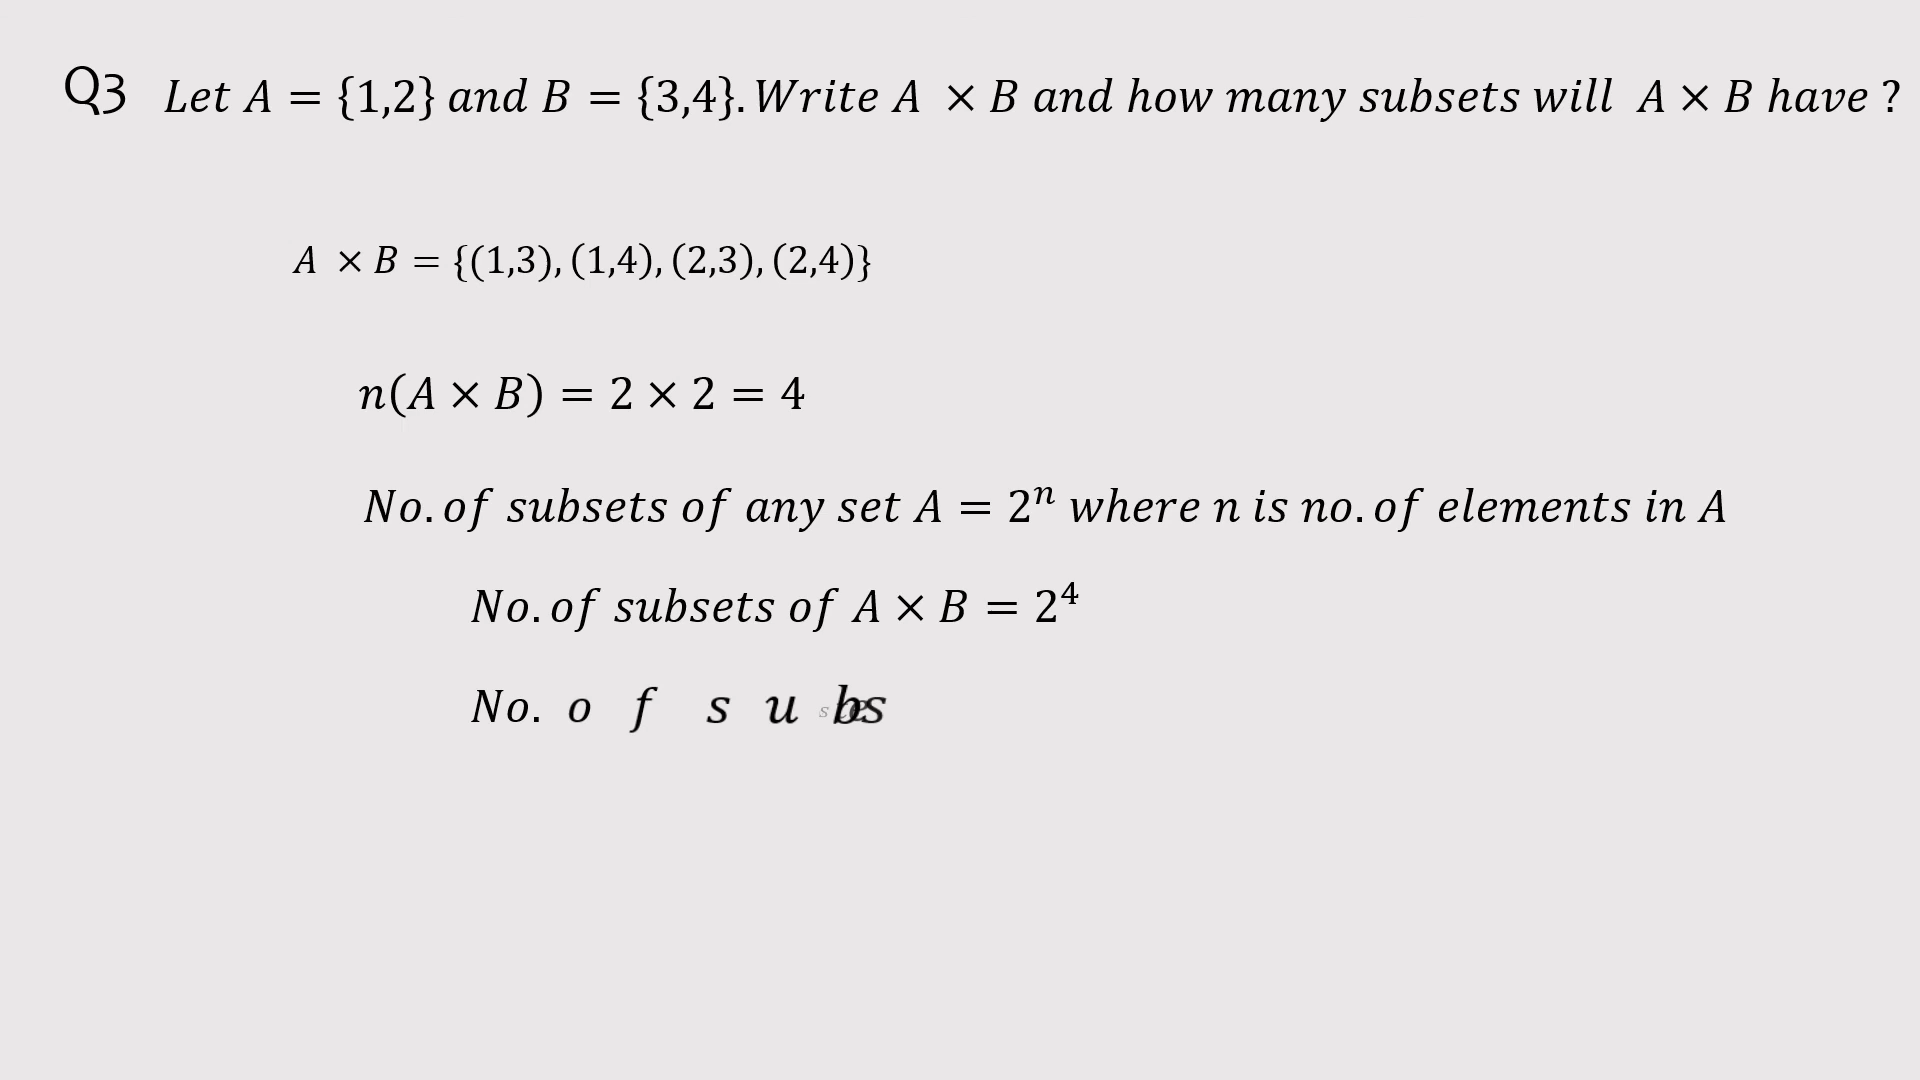 Q3 Let A = {1,2} and B = {3,4}. Write A × B and how many subsets will A × B have ?
A × B = {(1,3), (1,4), (2,3), (2,4)}
n(A × B) = 2 × 2 = 4
No. of subsets of any set A = 2ⁿ where n is no. of elements in A
No. of subsets of A × B = 2⁴
No. of